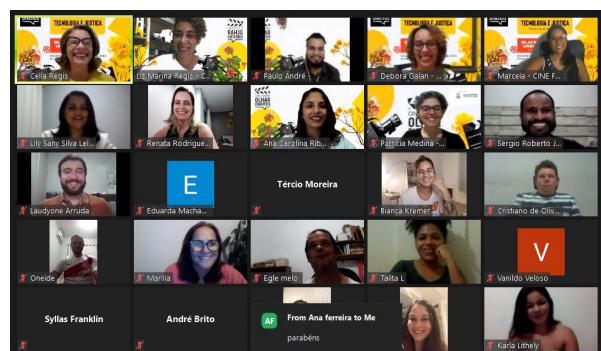 TECNOLOGIA E JUSTIÇA
TECNOLOGIA E JUSTIÇA
TECNOLOGIA E JUSTIÇA
Celia Regis
Liz Marina Regis - C...
Paulo André
Debora Galan - ...
Marcela - CINE F...
OLHAR
Lily Sany Silva Lei...
Renata Rodrigue...
Ana Carolina Rib...
Patricia Medina -...
Sergio Roberto J...
E
Tércio Moreira
Laudyone Arruda
Eduarda Macha...
Bianca Kremer
Cristiano de Oliv...
V
Oneide
Marilia
Egle melo
Talita L
Vanildo Veloso
Syllas Franklin
André Brito
AF
From Ana ferreira to Me
parabéns
Karla Lithely